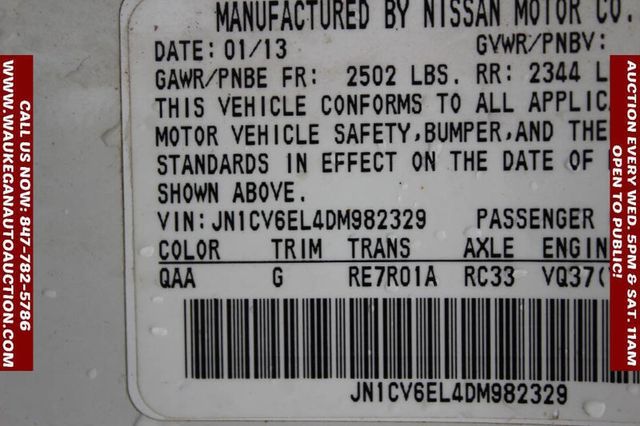 MANUFACTURED BY NISSAN MOTOR CO.
DATE: 01/13 GVWR/PNBV:
GAWR/PNBE FR: 2502 LBS. RR: 2344 L
THIS VEHICLE CONFORMS TO ALL APPLIC
MOTOR VEHICLE SAFETY,BUMPER,AND THE
STANDARDS IN EFFECT ON THE DATE OF
SHOWN ABOVE.
VIN:JN1CV6EL4DM982329 PASSENGER
COLOR TRIM TRANS AXLE ENGIN
QAA G RE7R01A RC33 VQ37(
JN1CV6EL4DM982329
CALL US NOW: 847-782-5786
WWW.WAUKEGANAUTOAUCTION.COM
AUCTION EVERY WED. 5PM & SAT. 11AM
OPEN TO PUBLIC!